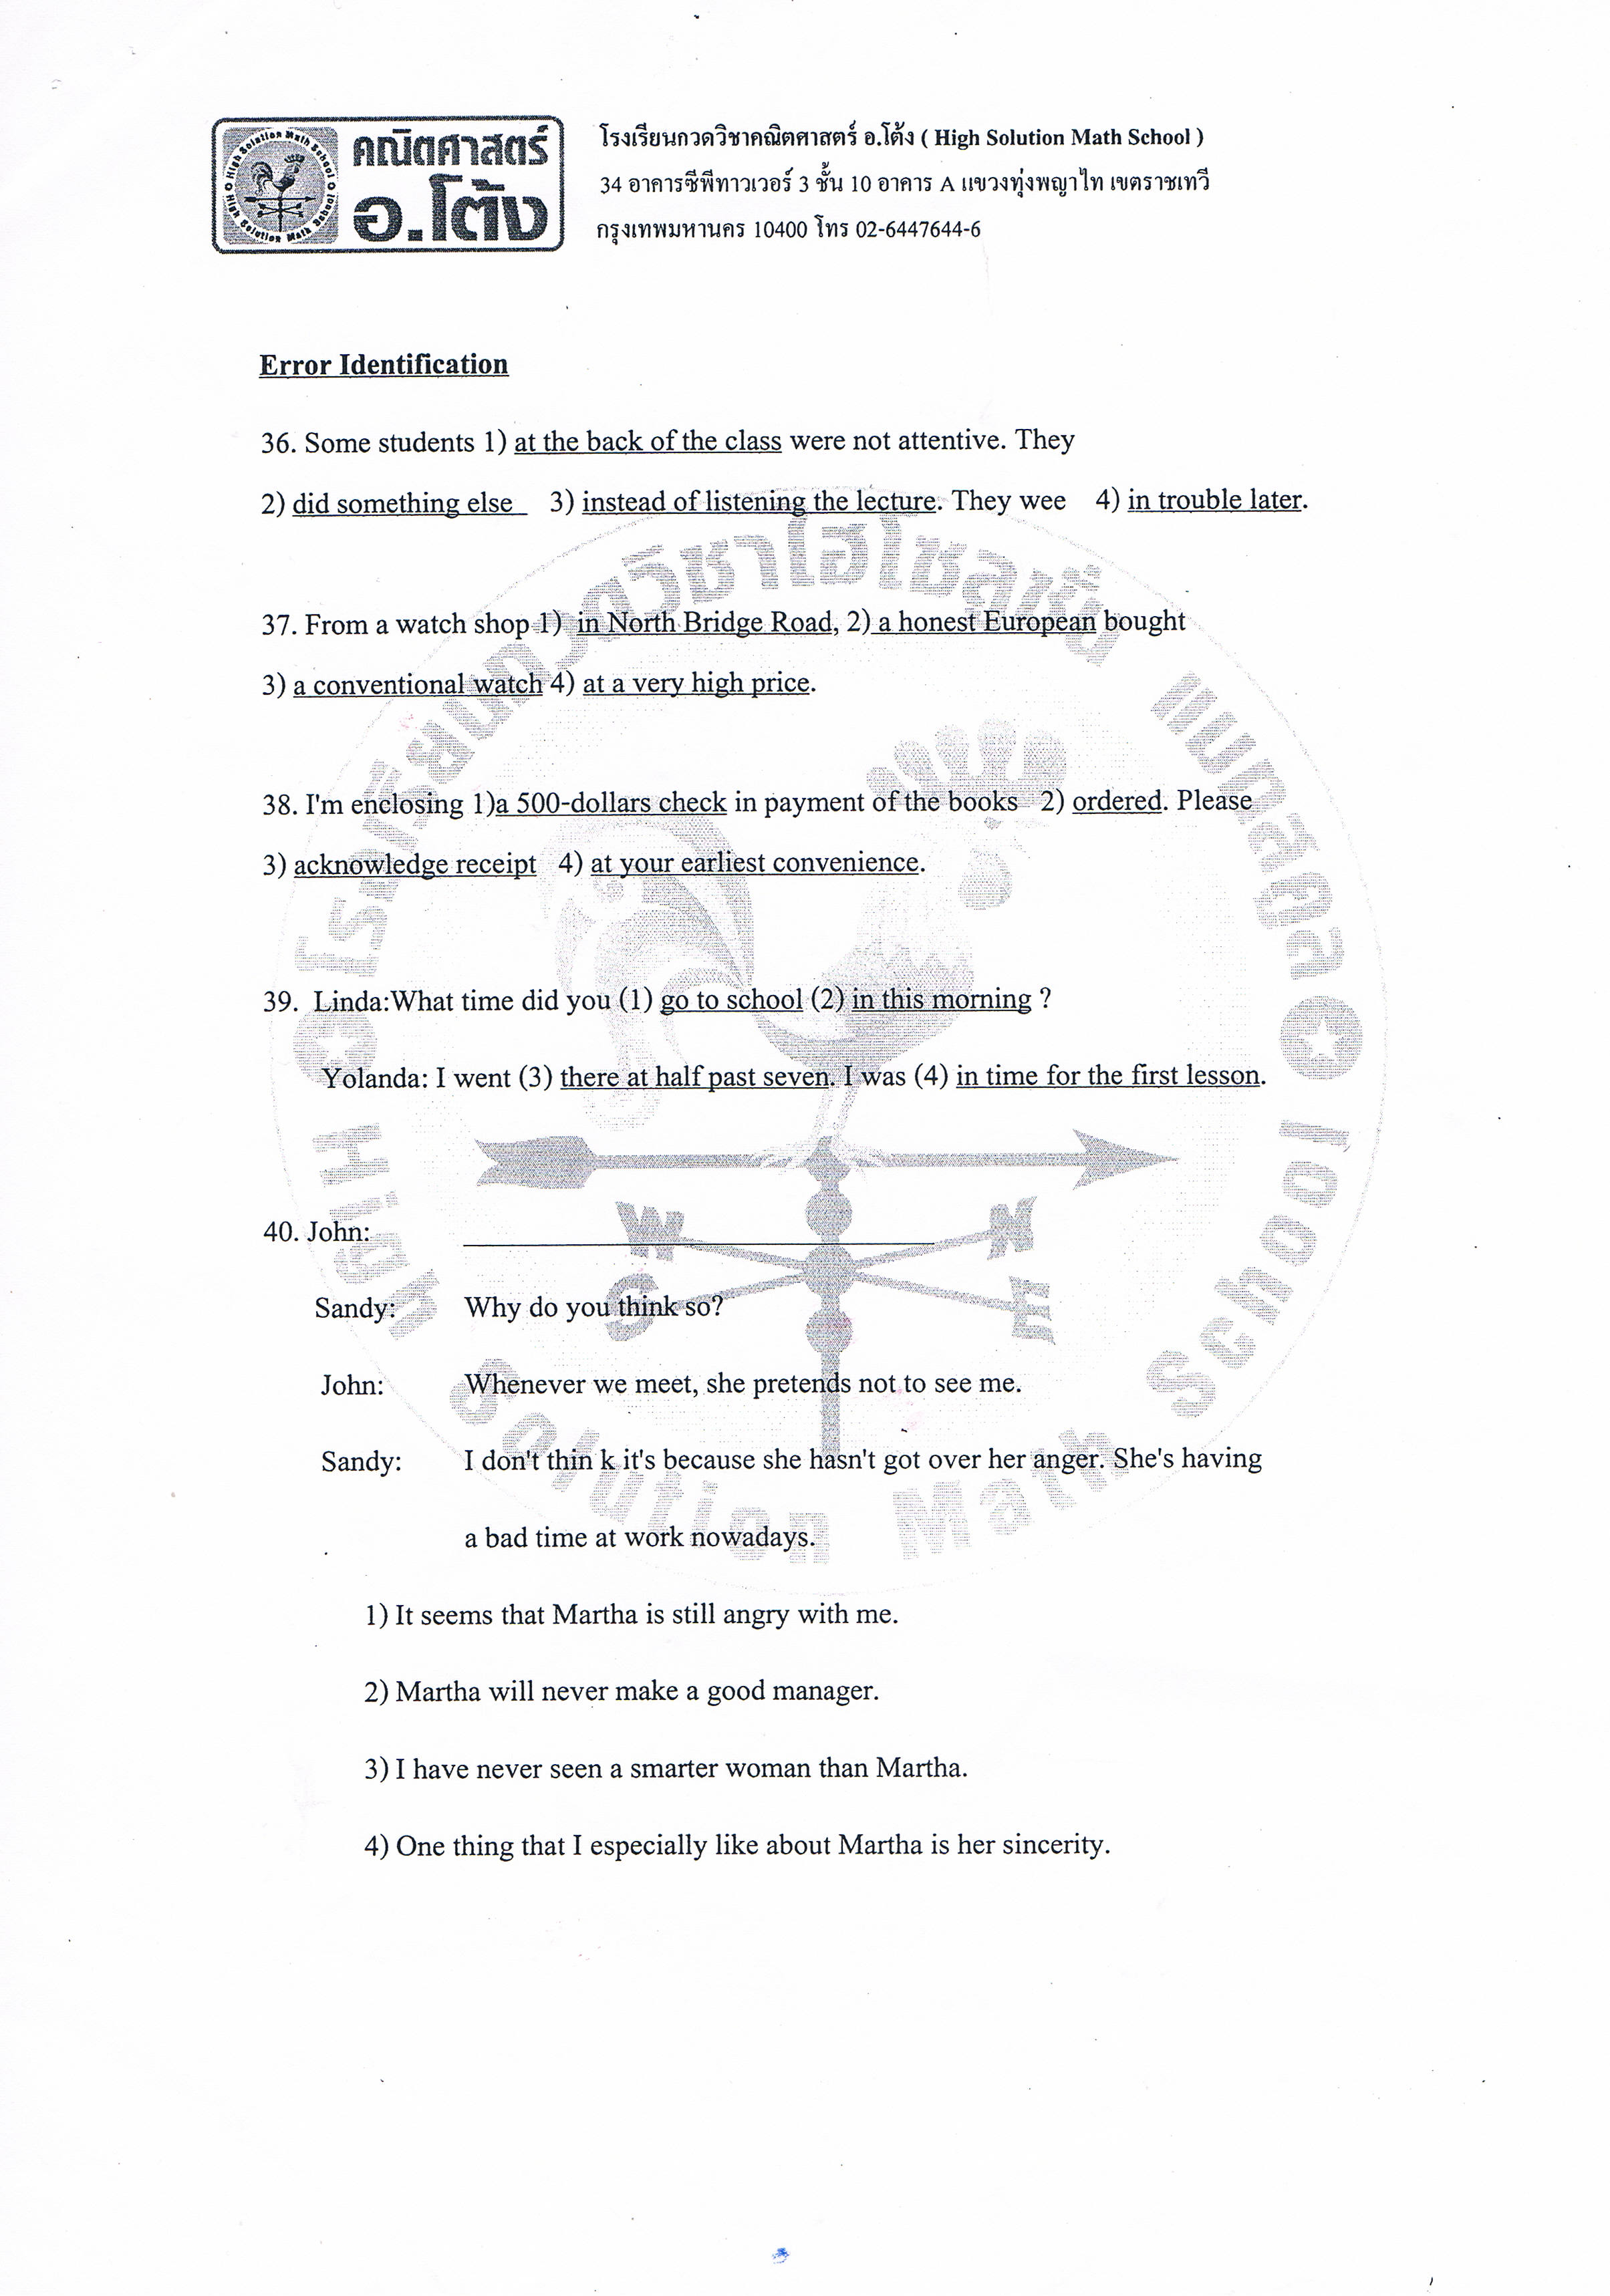 คณิตศาสตร์
อ.โต้ง
High Solution Math School
High Solution Math School
โรงเรียนกวดวิชาคณิตศาสตร์ อ.โต้ง ( High Solution Math School )
34 อาคารซีพีทาวเวอร์ 3 ชั้น 10 อาคาร A แขวงทุ่งพญาไท เขตราชเทวี
กรุงเทพมหานคร 10400 โทร 02-6447644-6
Error Identification
36. Some students 1) at the back of the class were not attentive. They
2) did something else 3) instead of listening the lecture. They wee 4) in trouble later.
37. From a watch shop 1) in North Bridge Road, 2) a honest European bought
3) a conventional watch 4) at a very high price.
38. I'm enclosing 1)a 500-dollars check in payment of the books 2) ordered. Please
3) acknowledge receipt 4) at your earliest convenience.
39. Linda:What time did you (1) go to school (2) in this morning ?
Yolanda: I went (3) there at half past seven. I was (4) in time for the first lesson.
40. John:
Sandy: Why do you think so?
John: Whenever we meet, she pretends not to see me.
Sandy: I don't thin k it's because she hasn't got over her anger. She's having
a bad time at work nowadays.
1) It seems that Martha is still angry with me.
2) Martha will never make a good manager.
3) I have never seen a smarter woman than Martha.
4) One thing that I especially like about Martha is her sincerity.
W
N
S
E